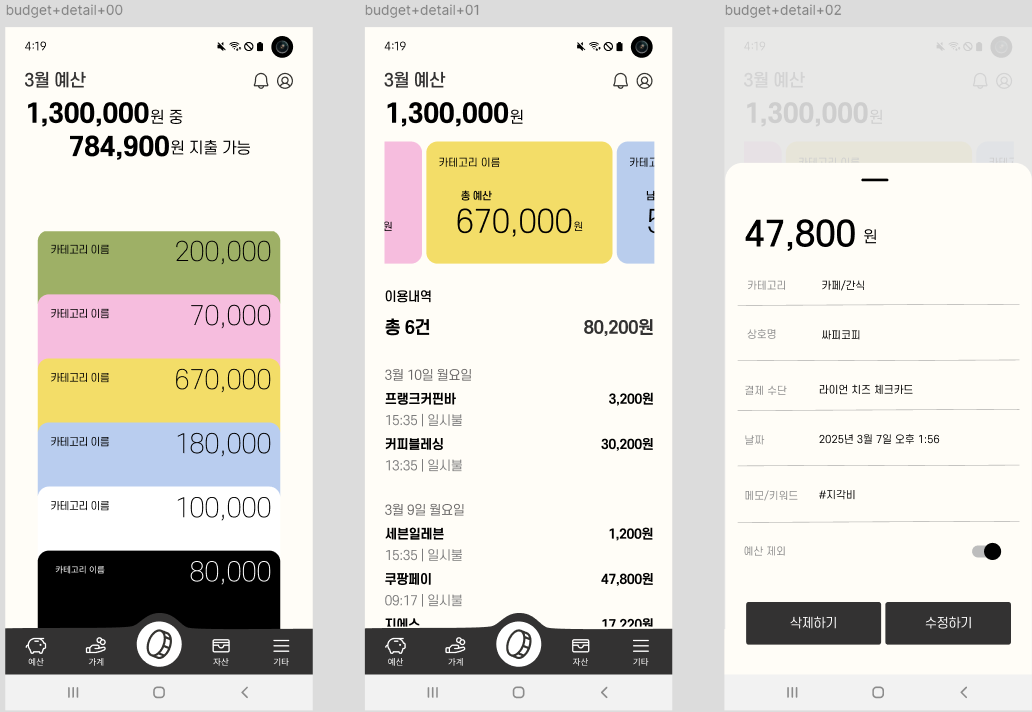 budget+detail+00
4:19
3월 예산
1,300,000원 중
784,900원 지출 가능
카테고리 이름 200,000
카테고리 이름 70,000
카테고리 이름 670,000
카테고리 이름 180,000
카테고리 이름 100,000
카테고리 이름 80,000
예산 가계 자산 기타
budget+detail+01
4:19
3월 예산
1,300,000원
원
카테고리 이름
총 예산
670,000원
이용내역
총 6건 80,200원
3월 10일 월요일
프랭크커핀바 3,200원
15:35 | 일시불
커피블레싱 30,200원
13:35 | 일시불
3월 9일 월요일
세븐일레븐 1,200원
15:35 | 일시불
쿠팡페이 47,800원
09:17 | 일시불
지에스 17,220원
예산 가계 자산 기타
budget+detail+02
4:19
3월 예산
1,300,000원
카테고리 이름
47,800 원
카테고리 카페/간식
상호명 싸피코피
결제 수단 라이언 치즈 체크카드
날짜 2025년 3월 7일 오후 1:56
메모/키워드 #지각비
예산 제외
삭제하기 수정하기